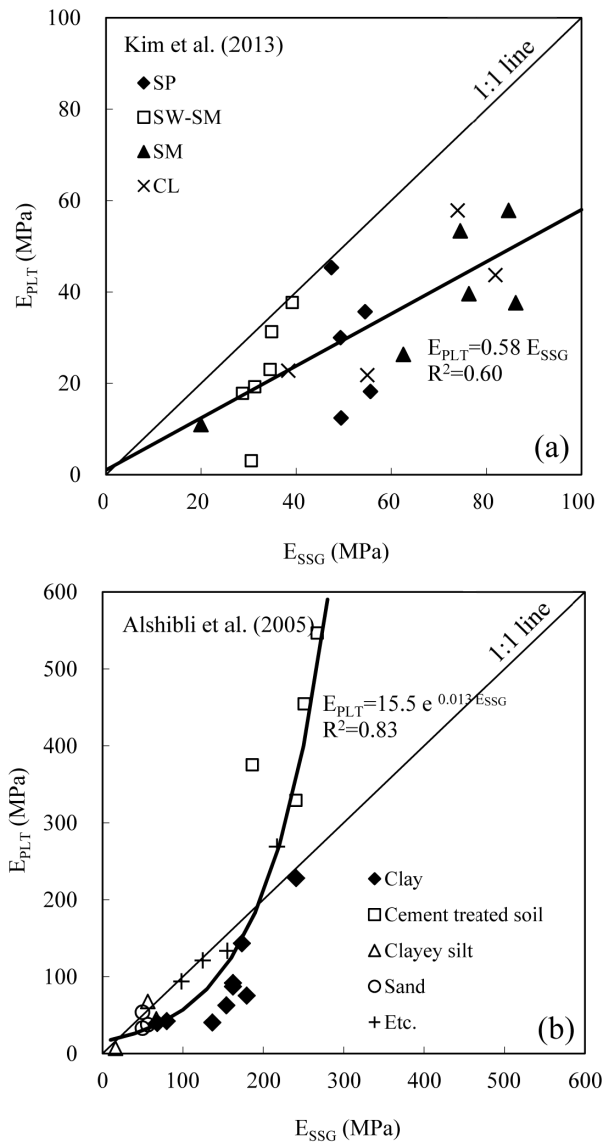 100
Kim et al. (2013)
SP
SW-SM
SM
CL
1:1 line
80
60
40
20
0
E_PLT (MPa)
E_PLT=0.58 E_SSG
R²=0.60
(a)
0 20 40 60 80 100
E_SSG (MPa)
600
Alshibli et al. (2005)
1:1 line
500
E_PLT=15.5 e^0.013 E_SSG
R²=0.83
400
300
200
100
0
E_PLT (MPa)
Clay
Cement treated soil
Clayey silt
Sand
Etc.
(b)
0 100 200 300 400 500 600
E_SSG (MPa)